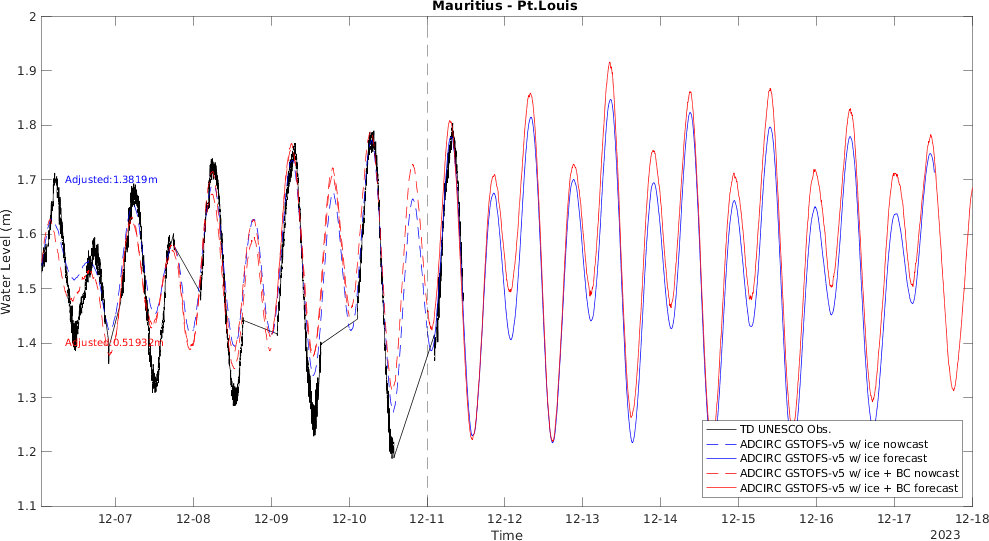 Mauritius - Pt.Louis
2
1.9
1.8
1.7
1.6
1.5
1.4
1.3
1.2
1.1
Water Level (m)
Adjusted:1.3819m
Adjusted:0.51932m
TD UNESCO Obs.
ADCIRC GSTOFS-v5 w/ ice nowcast
ADCIRC GSTOFS-v5 w/ ice forecast
ADCIRC GSTOFS-v5 w/ ice + BC nowcast
ADCIRC GSTOFS-v5 w/ ice + BC forecast
12-07 12-08 12-09 12-10 12-11 12-12 12-13 12-14 12-15 12-16 12-17 12-18
Time
2023